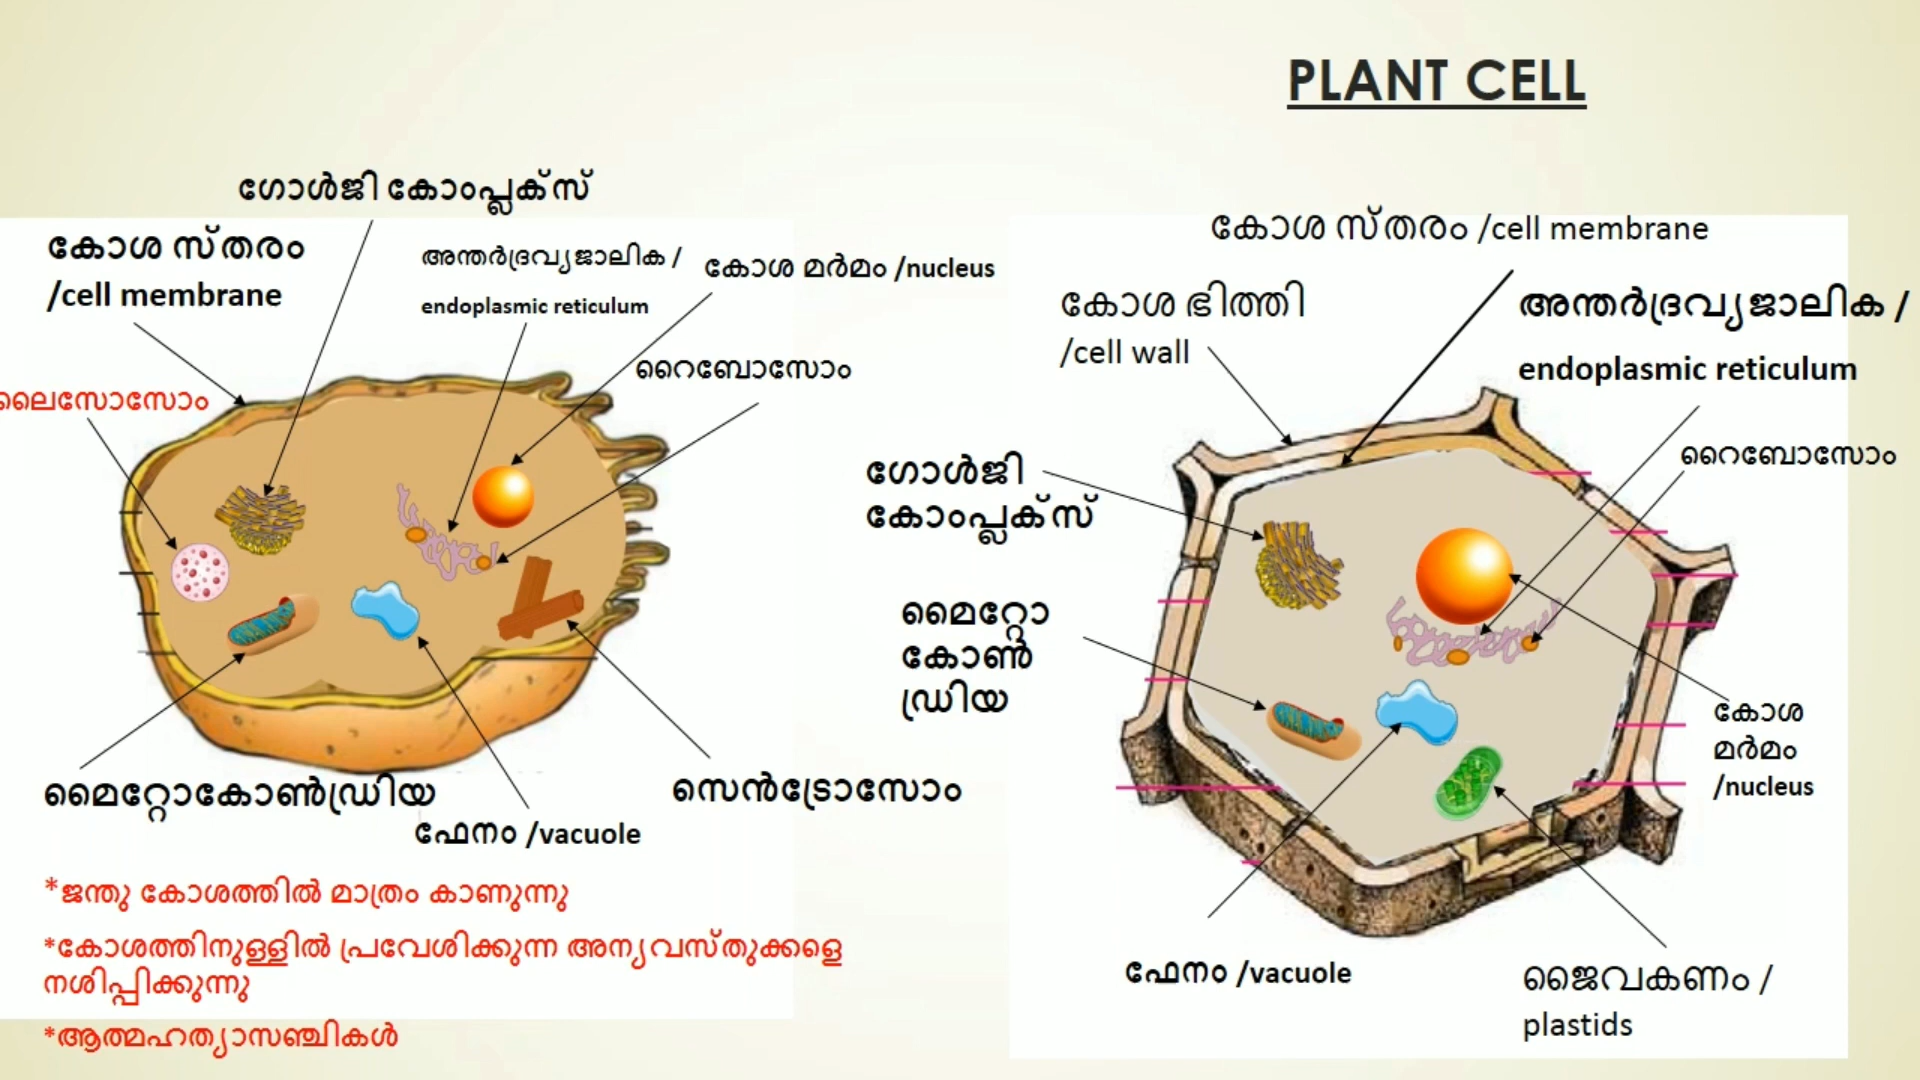 PLANT CELL
ഗോൾജി കോംപ്ലക്സ്
കോശ സ്തരം
/cell membrane
അന്തർദ്രവ്യജാലിക /
endoplasmic reticulum
കോശ മർമം /nucleus
റൈബോസോം
ലൈസോസോം
മൈറ്റോകോൺഡ്രിയ
ഫേനം /vacuole
സെൻട്രോസോം
*ജന്തു കോശത്തിൽ മാത്രം കാണുന്നു
*കോശത്തിനുള്ളിൽ പ്രവേശിക്കുന്ന അന്യവസ്തുക്കളെ
നശിപ്പിക്കുന്നു
*ആത്മഹത്യാസഞ്ചികൾ
കോശ സ്തരം /cell membrane
കോശ ഭിത്തി
/cell wall
അന്തർദ്രവ്യജാലിക /
endoplasmic reticulum
റൈബോസോം
ഗോൾജി
കോംപ്ലക്സ്
മൈറ്റോ
കോൺ
ഡ്രിയ
കോശ
മർമം
/nucleus
ഫേനം /vacuole
ജൈവകണം /
plastids